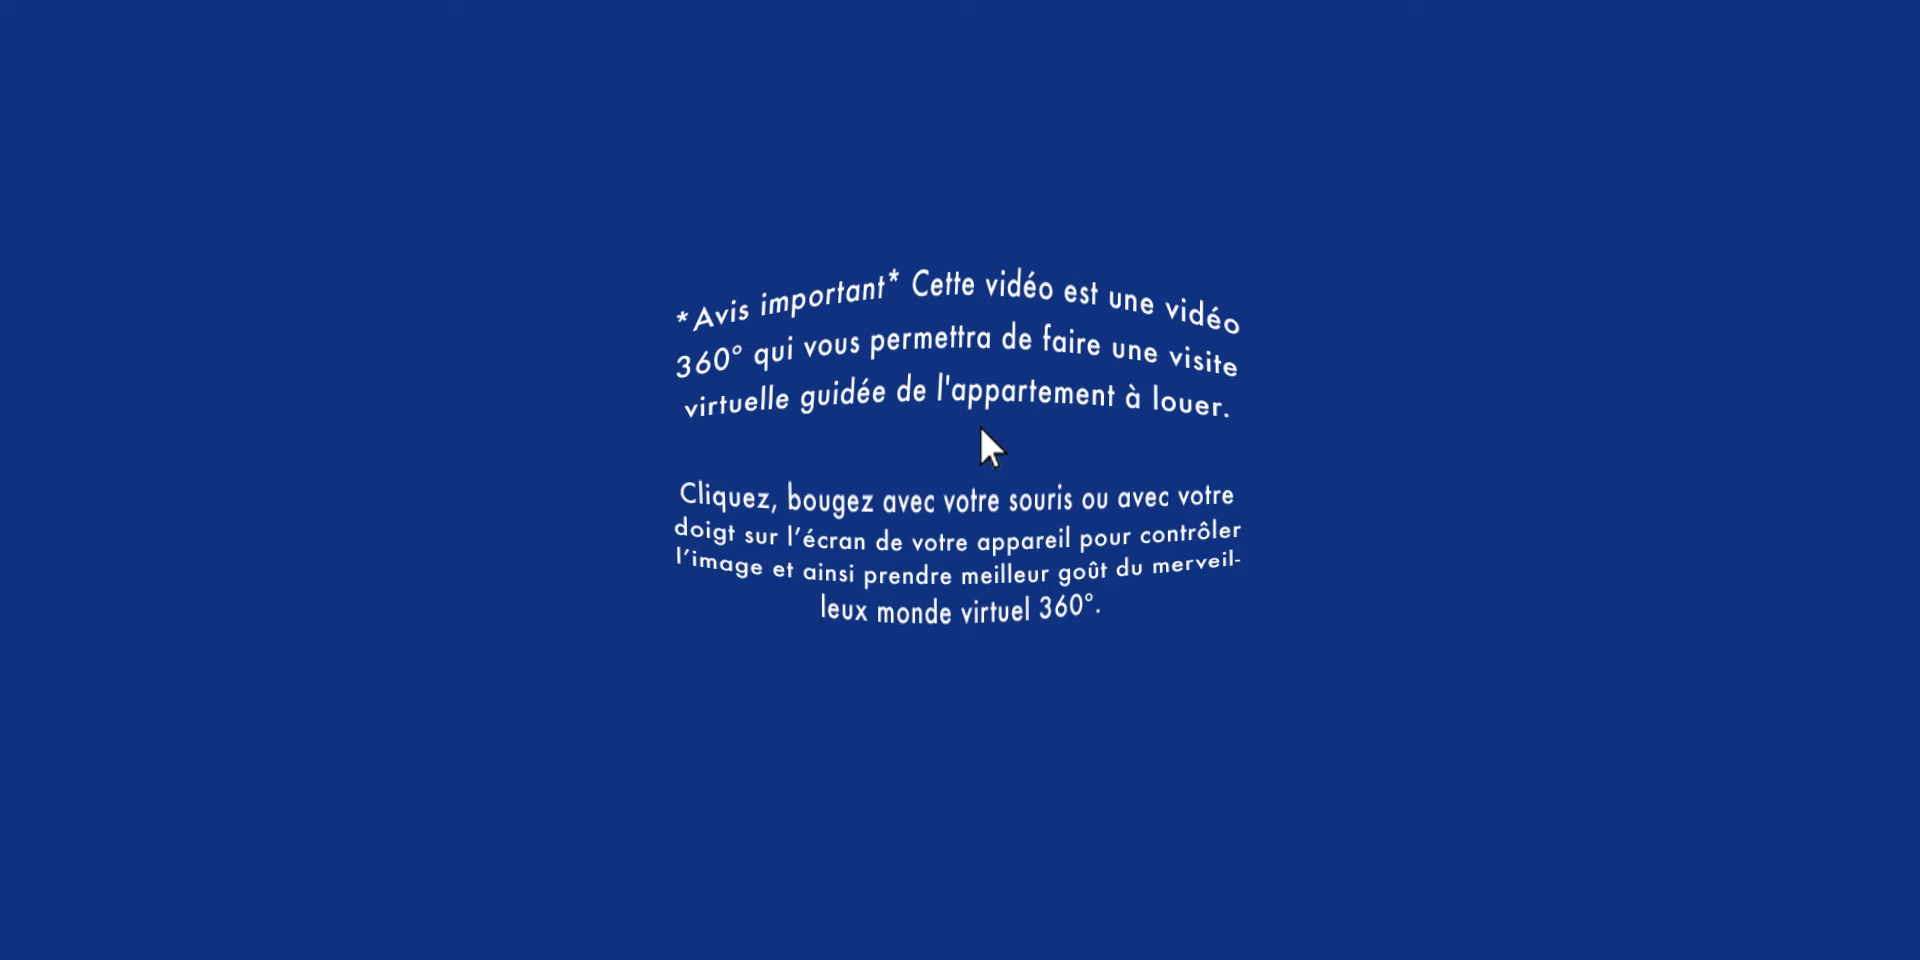 *Avis important* Cette vidéo est une vidéo
360° qui vous permettra de faire une visite
virtuelle guidée de l'appartement à louer.
Cliquez, bougez avec votre souris ou avec votre
doigt sur l’écran de votre appareil pour contrôler
l’image et ainsi prendre meilleur goût du merveil-
leux monde virtuel 360°.